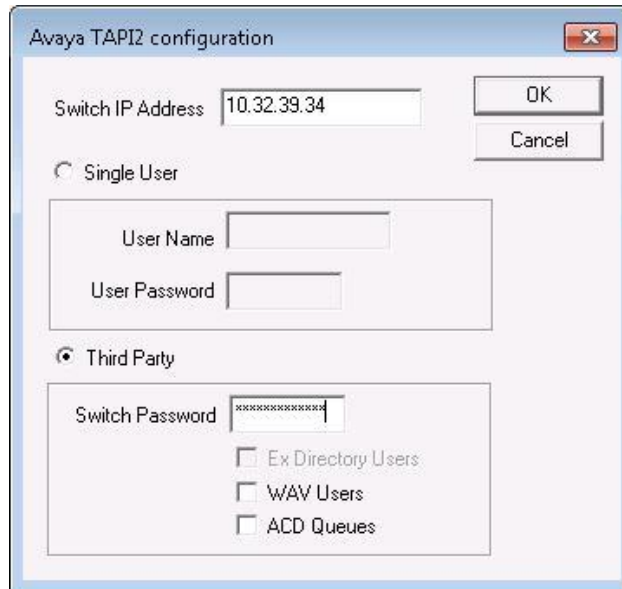 Avaya TAPI2 configuration
Switch IP Address 10.32.39.34
OK
Cancel
Single User
User Name
User Password
Third Party
Switch Password *************
Ex Directory Users
WAV Users
ACD Queues